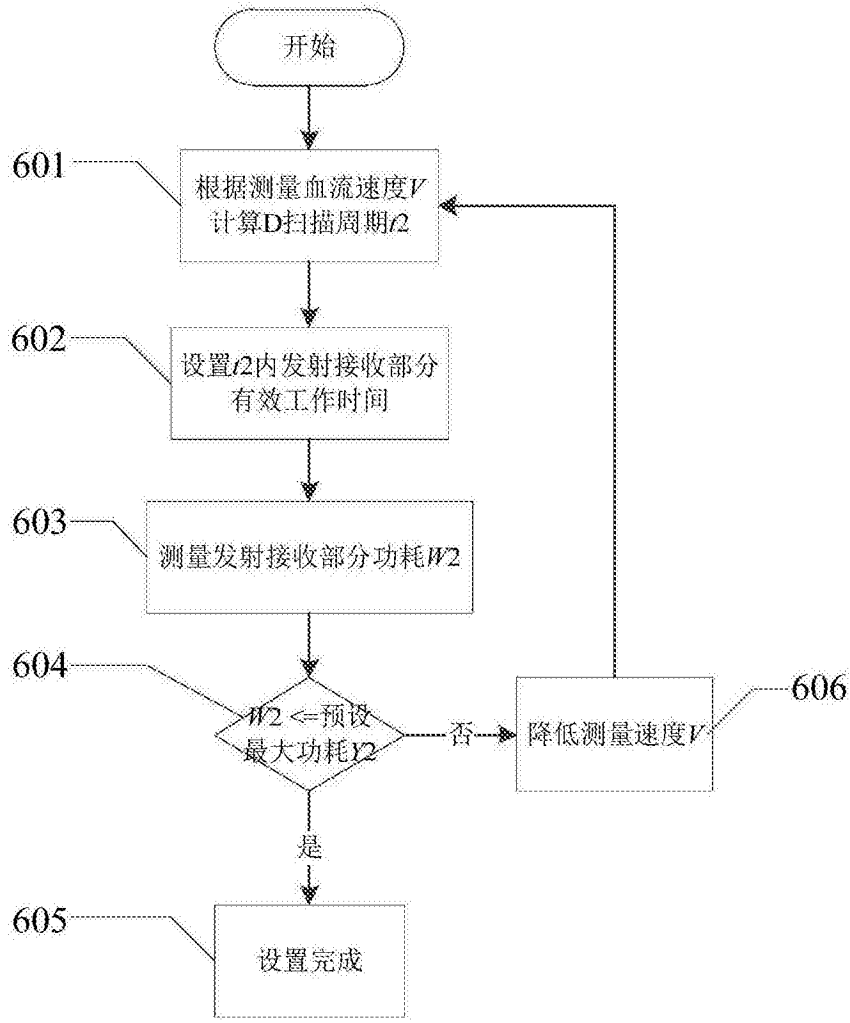 开始
601
根据测量血流速度V
计算D扫描周期t2
602
设置t2内发射接收部分
有效工作时间
603
测量发射接收部分功耗W2
604
W2 <=预设
最大功耗Y2
否
606
降低测量速度V
是
605
设置完成